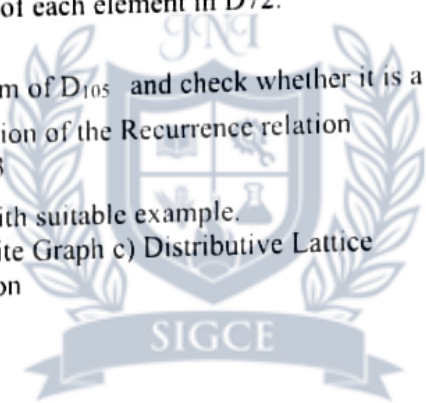 of each element in D72.
JNI
m of D₁₀₅ and check whether it is a
ion of the Recurrence relation
3
ith suitable example.
ite Graph c) Distributive Lattice
on
SIGCE